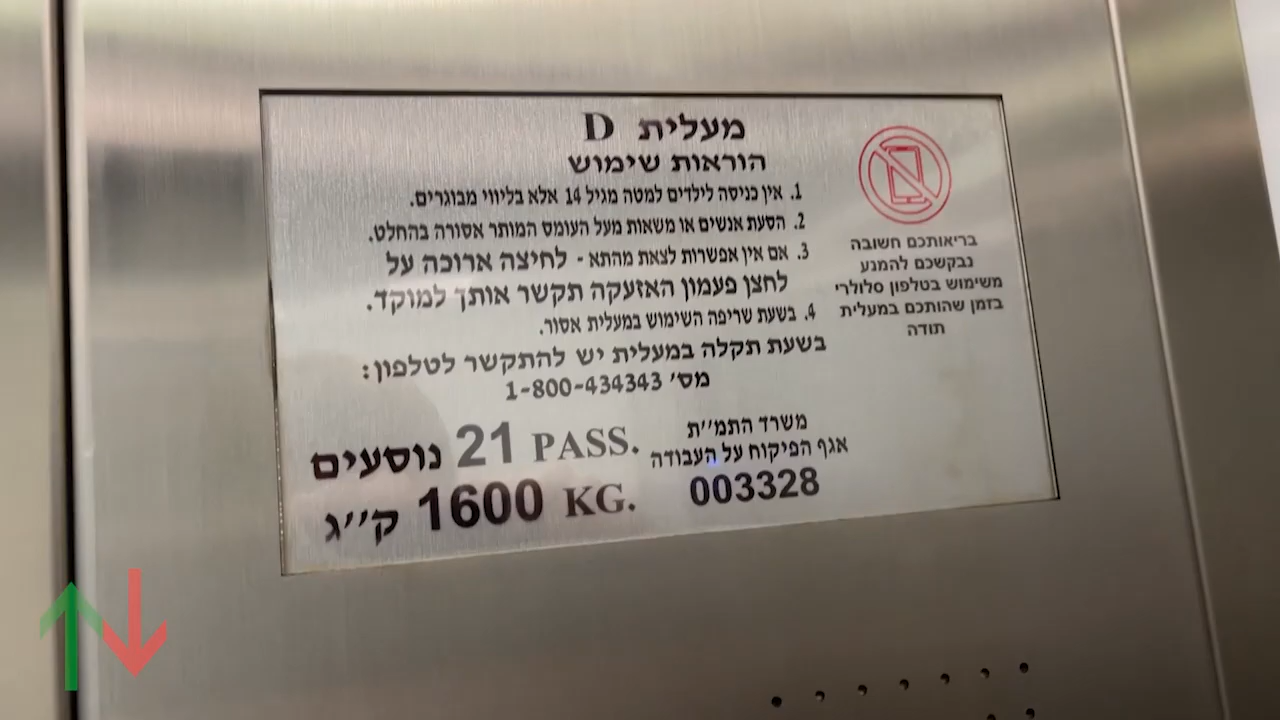 מעלית D
הוראות שימוש
1. אין כניסה לילדים למטה מגיל 14 אלא בליווי מבוגרים.
2. הסעת אנשים או משאות מעל העומס המותר אסורה בהחלט.
3. אם אין אפשרות לצאת מהתא - לחיצה ארוכה על
לחצן פעמון האזעקה תקשר אותך למוקד.
4. בשעת שריפה השימוש במעלית אסור.
בשעת תקלה במעלית יש להתקשר לטלפון:
מס' 1-800-434343
בריאותכם חשובה
נבקשכם להמנע
משימוש בטלפון סלולרי
בזמן שהותכם במעלית
תודה
משרד התמ''ת
אגף הפיקוח על העבודה
003328
נוסעים 21 PASS.
ק''ג 1600 KG.